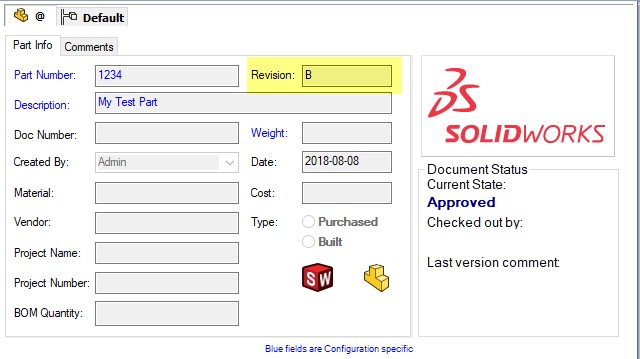 @ Default
Part Info Comments
Part Number: 1234 Revision: B
Description: My Test Part
Doc Number: Weight:
Created By: Admin Date: 2018-08-08
Material: Cost:
Vendor: Type: Purchased
Built
Project Name:
Project Number:
BOM Quantity:
SW
Blue fields are Configuration specific
DS
SOLIDWORKS
Document Status
Current State:
Approved
Checked out by:
Last version comment: